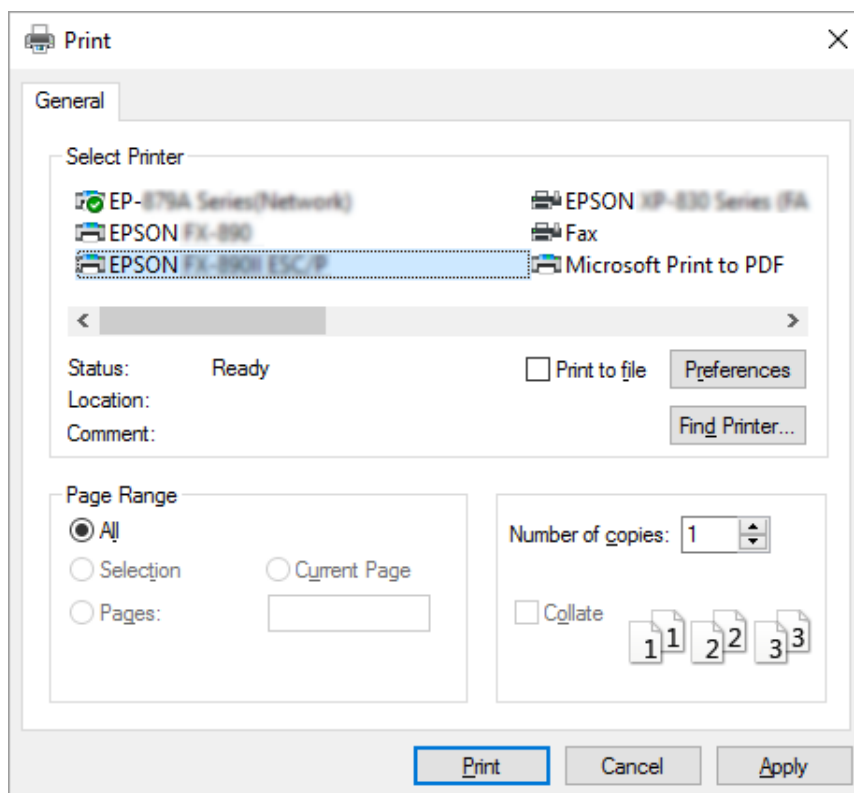 Print
General
Select Printer
EP-
EPSON
EPSON
EPSON
Fax
Microsoft Print to PDF
Status: Ready
Location:
Comment:
Print to file
Preferences
Find Printer...
Page Range
All
Selection
Current Page
Pages:
Number of copies: 1
Collate
1 1 2 2 3 3
Print Cancel Apply